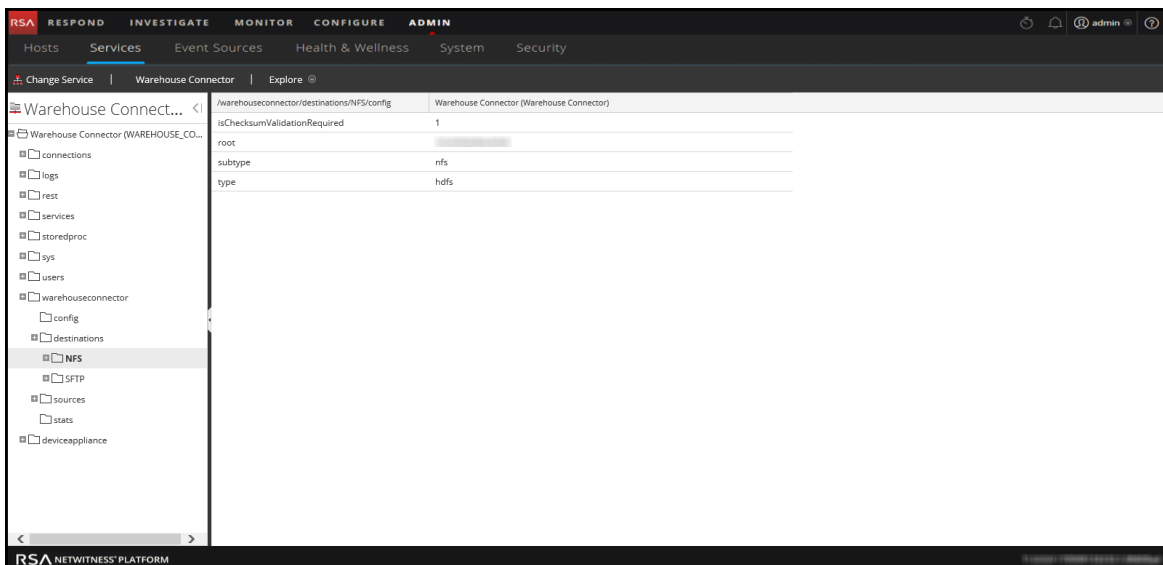 RSA RESPOND INVESTIGATE MONITOR CONFIGURE ADMIN admin
Hosts Services Event Sources Health & Wellness System Security
Change Service | Warehouse Connector | Explore
Warehouse Connect...
/warehouseconnector/destinations/NFS/config Warehouse Connector (Warehouse Connector)
isChecksumValidationRequired 1
Warehouse Connector (WAREHOUSE_CO...
root
connections
subtype nfs
logs
type hdfs
rest
services
storedproc
sys
users
warehouseconnector
config
destinations
NFS
SFTP
sources
stats
deviceappliance
RSA NETWITNESS® PLATFORM